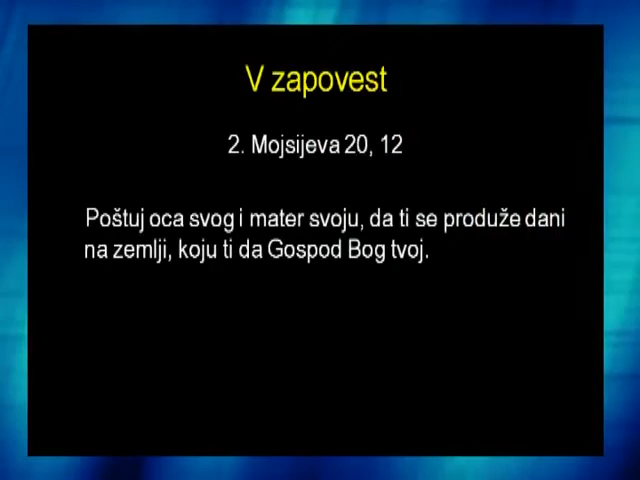 V zapovest
2. Mojsijeva 20, 12
Poštuj oca svog i mater svoju, da ti se produže dani
na zemlji, koju ti da Gospod Bog tvoj.